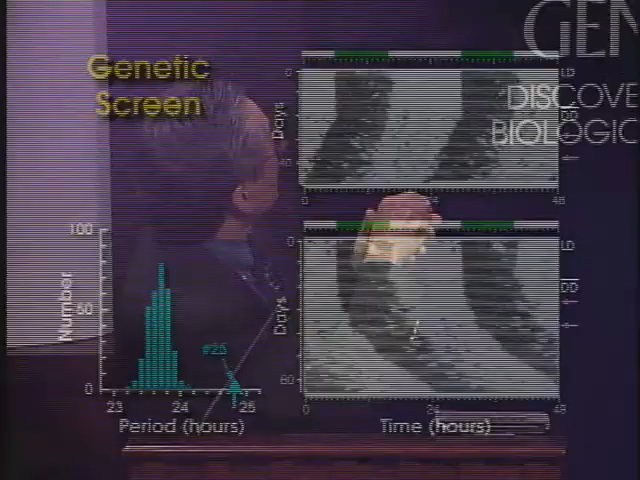 Genetic
Screen
GEN
DISCOVE
BIOLOGIC
Days
0
40
LD
DD
0
24
48
100
Number
50
0
#25
23
24
25
Period (hours)
Days
0
80
LD
DD
0
24
48
Time (hours)